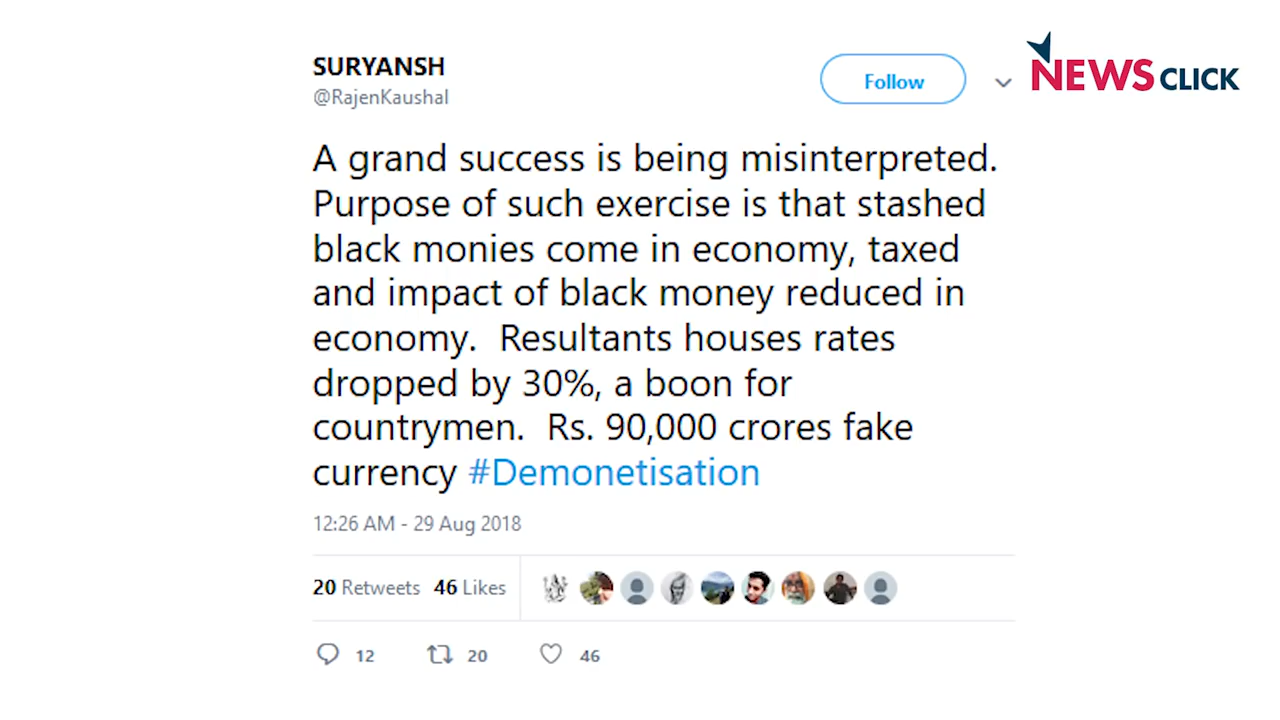 SURYANSH
@RajenKaushal
Follow
NEWS CLICK
A grand success is being misinterpreted.
Purpose of such exercise is that stashed
black monies come in economy, taxed
and impact of black money reduced in
economy.  Resultants houses rates
dropped by 30%, a boon for
countrymen.  Rs. 90,000 crores fake
currency #Demonetisation
12:26 AM - 29 Aug 2018
20 Retweets 46 Likes
12 20 46